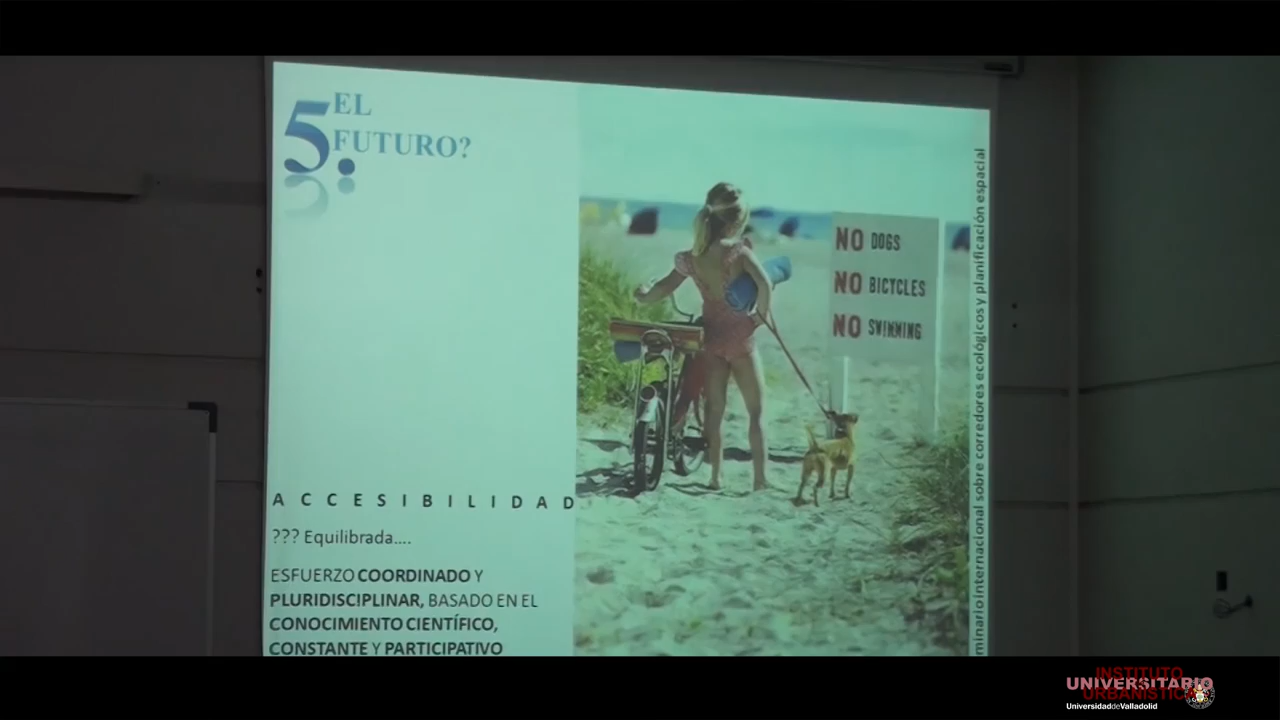 5.
EL
FUTURO?
NO DOGS
NO BICYCLES
NO SWIMMING
A C C E S I B I L I D A D
??? Equilibrada....
ESFUERZO COORDINADO Y
PLURIDISCIPLINAR, BASADO EN EL
CONOCIMIENTO CIENTÍFICO,
CONSTANTE Y PARTICIPATIVO
minario internacional sobre corredores ecológicos y planificación espacial
INSTITUTO
UNIVERSITARIO
URBANÍSTICA
UniversidaddeValladolid